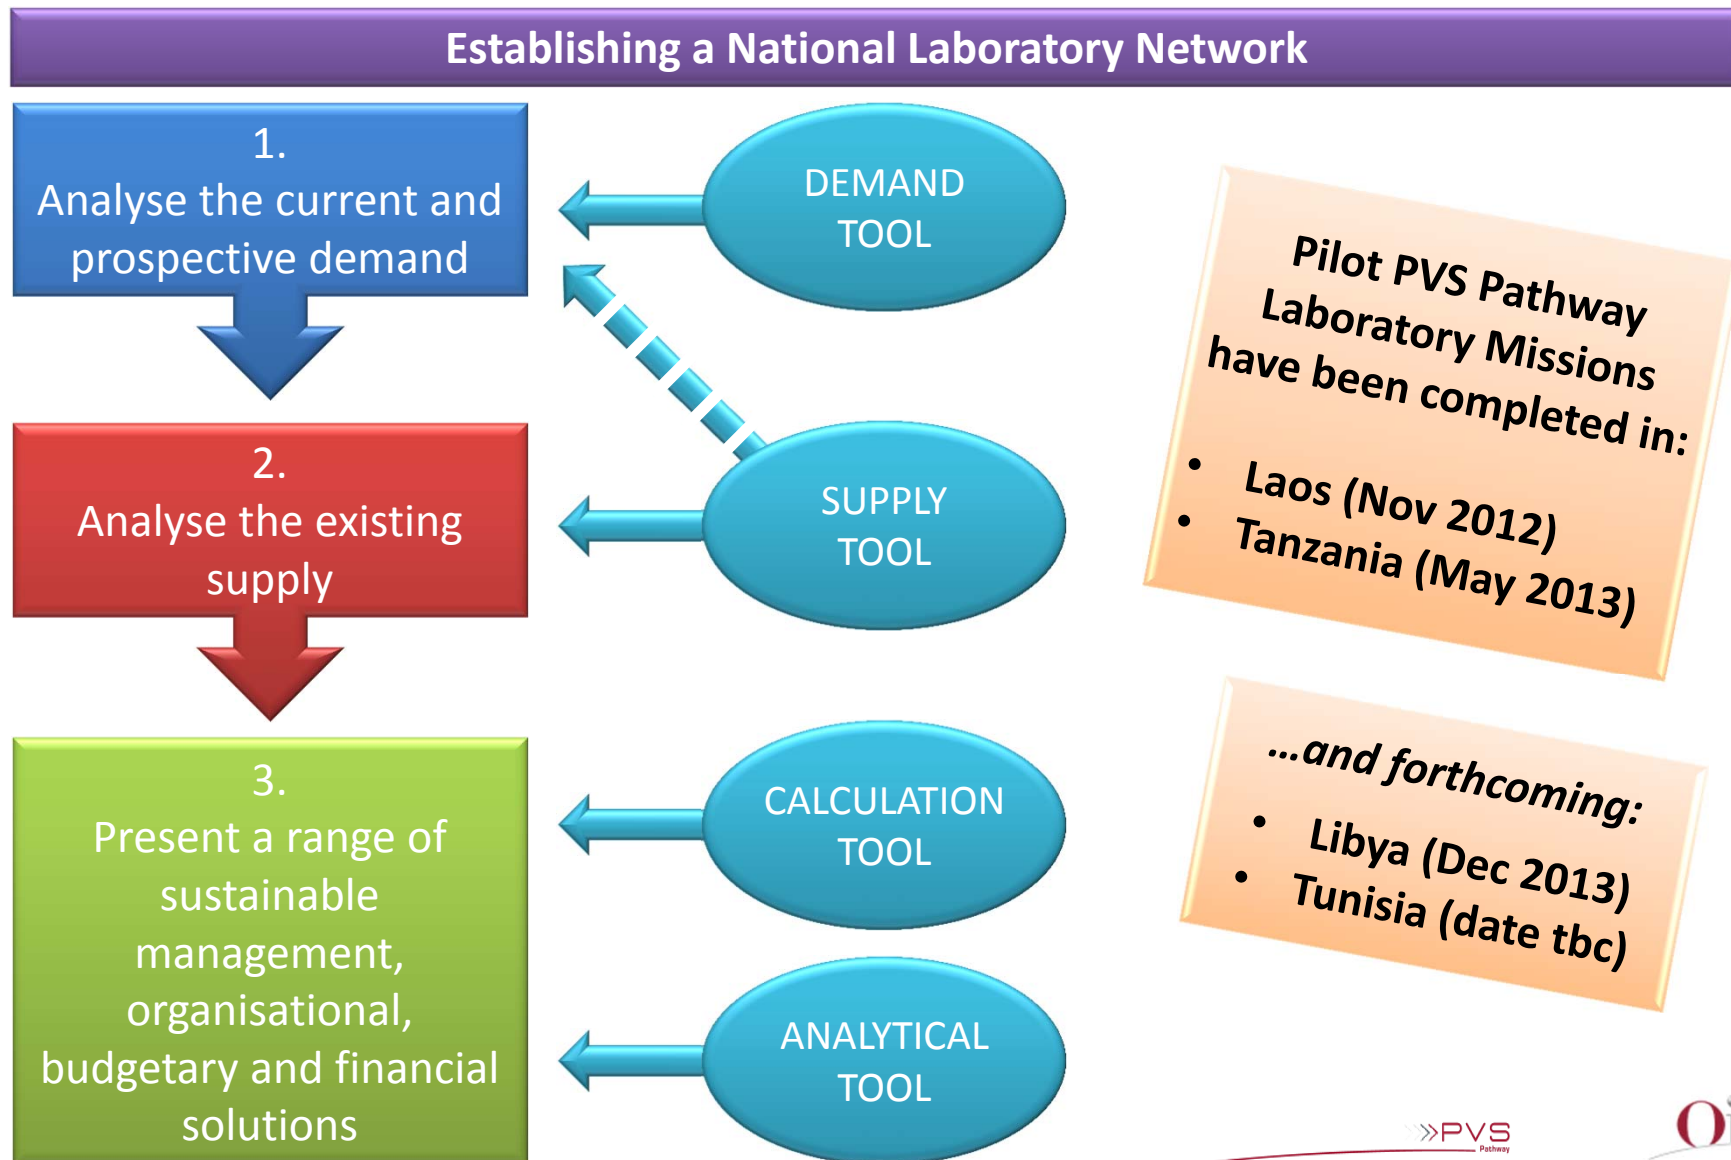 Establishing a National Laboratory Network
1.
Analyse the current and
prospective demand
DEMAND
TOOL
2.
Analyse the existing
supply
SUPPLY
TOOL
3.
Present a range of
sustainable
management,
organisational,
budgetary and financial
solutions
CALCULATION
TOOL
ANALYTICAL
TOOL
Pilot PVS Pathway
Laboratory Missions
have been completed in:
• Laos (Nov 2012)
• Tanzania (May 2013)
...and forthcoming:
• Libya (Dec 2013)
• Tunisia (date tbc)
PVS
Pathway